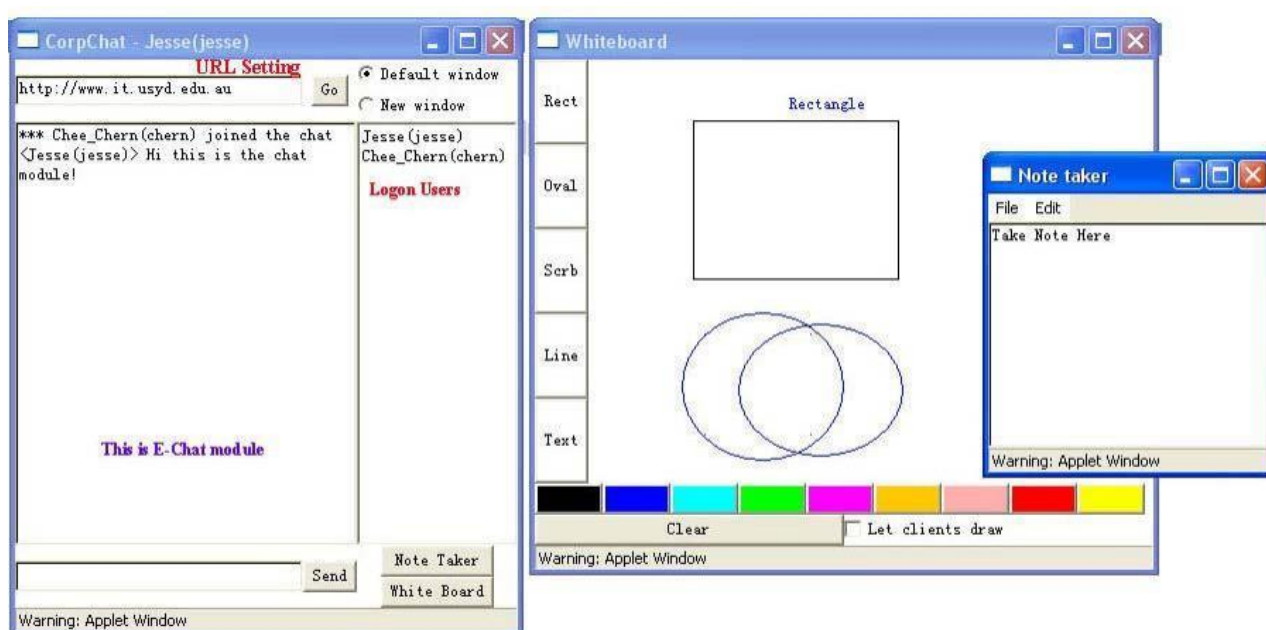 CorpChat - Jesse(jesse)
URL Setting
http://www.it.usyd.edu.au
Go
Default window
New window
*** Chee_Chern(chern) joined the chat
<Jesse(jesse)> Hi this is the chat
module!
Jesse(jesse)
Chee_Chern(chern)
Logon Users
This is E-Chat module
Send
Note Taker
White Board
Warning: Applet Window
Whiteboard
Rect
Oval
Scrb
Line
Text
Rectangle
Clear
Let clients draw
Warning: Applet Window
Note taker
File Edit
Take Note Here
Warning: Applet Window